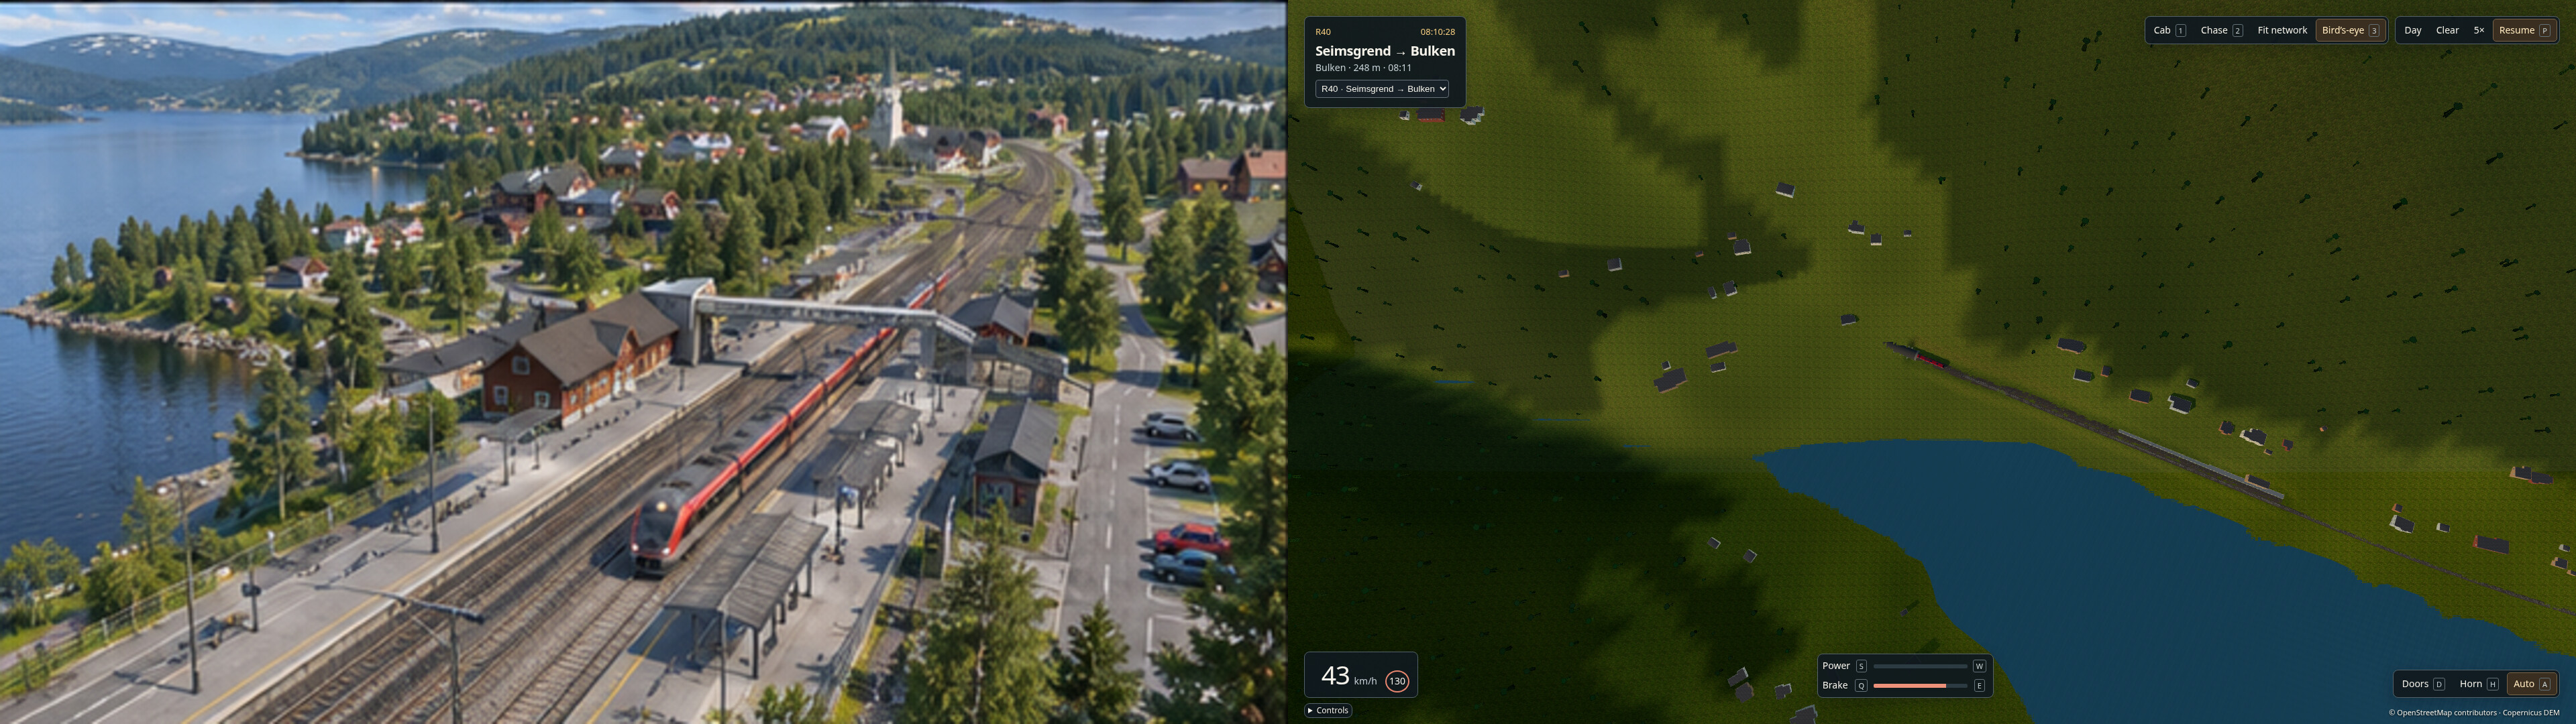 R40 08:10:28
Seimsgrend → Bulken
Bulken · 248 m · 08:11
R40 · Seimsgrend → Bulken
Cab 1 Chase 2 Fit network Bird's-eye 3
Day Clear 5× Resume P
43 km/h 130
▶ Controls
Power S W
Brake Q E
Doors D Horn H Auto A
© OpenStreetMap contributors · Copernicus DEM